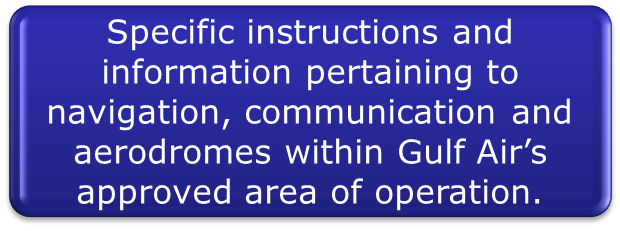 Specific instructions and
information pertaining to
navigation, communication and
aerodromes within Gulf Air’s
approved area of operation.